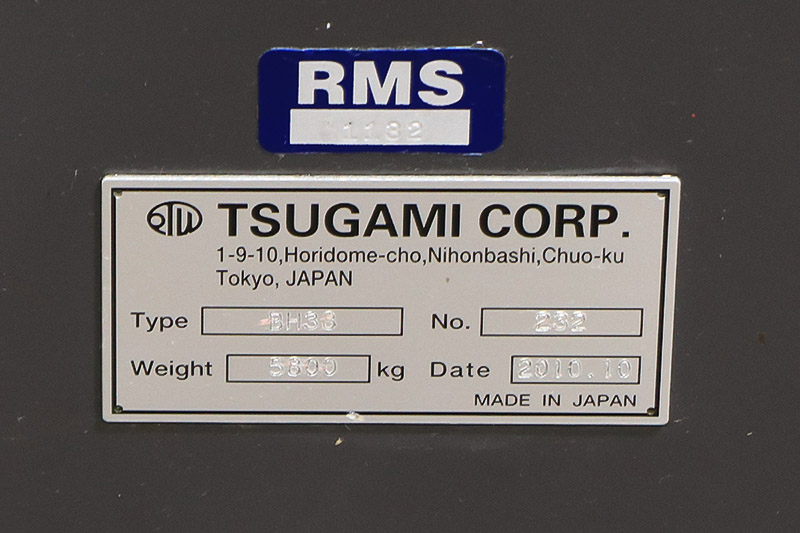 RMS
1132
TSUGAMI CORP.
1-9-10,Horidome-cho,Nihonbashi,Chuo-ku
Tokyo, JAPAN
Type BH38 No. 232
Weight 5800 kg Date 2010.10
MADE IN JAPAN